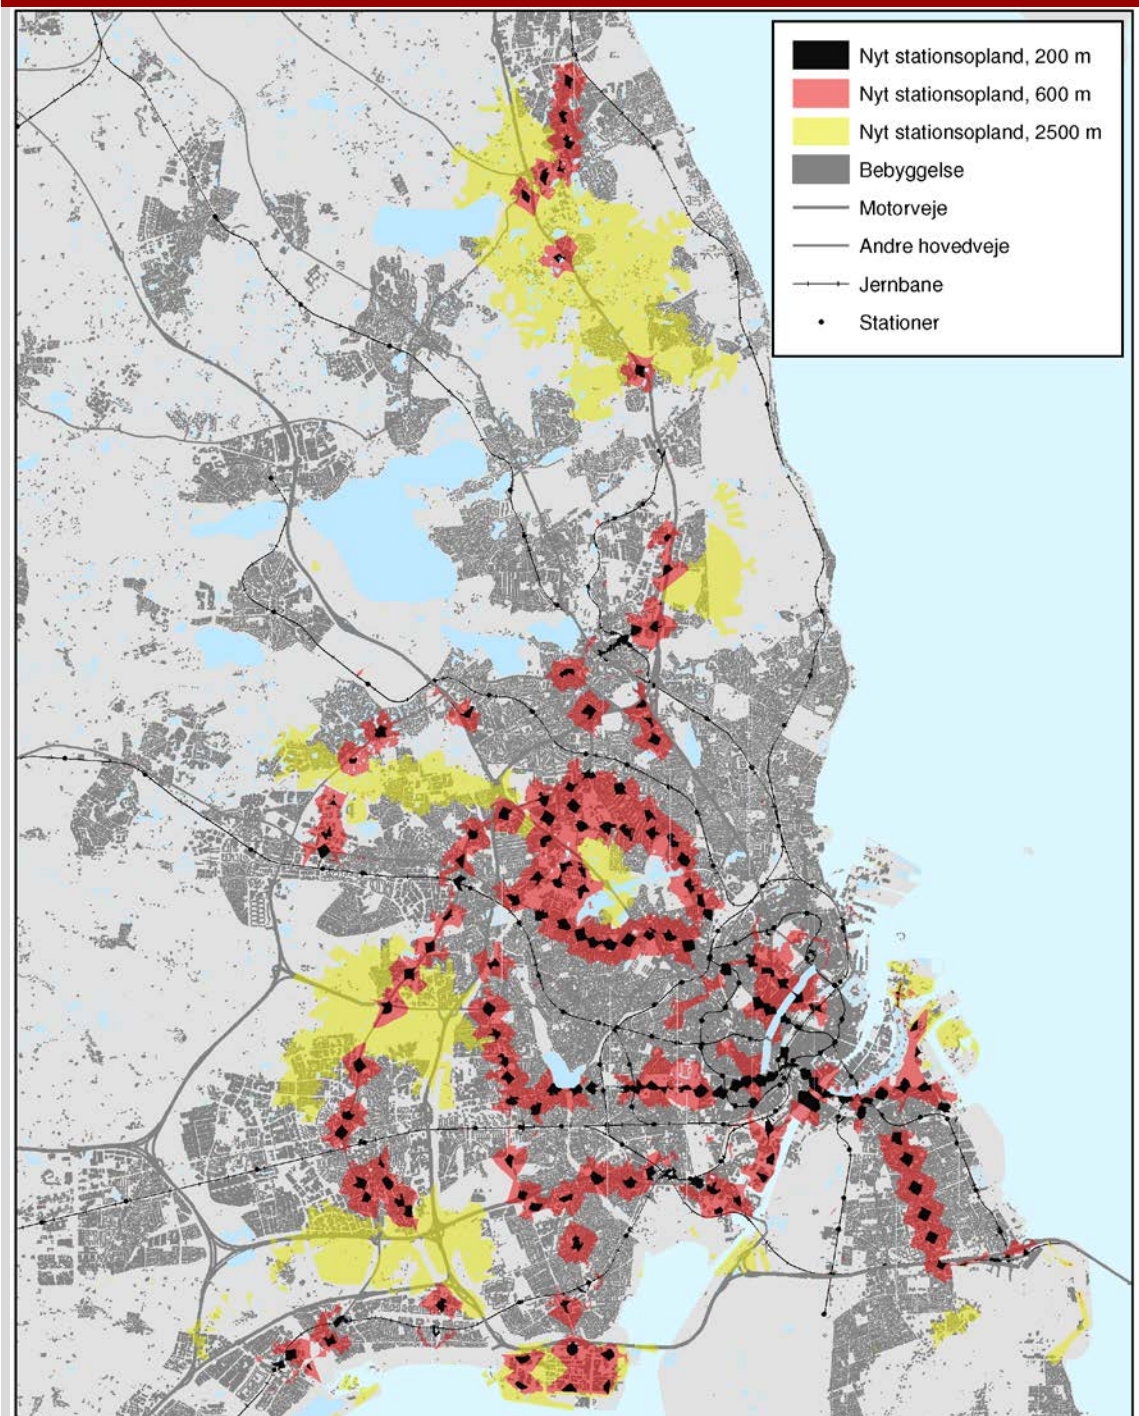 Nyt stationsopland, 200 m
Nyt stationsopland, 600 m
Nyt stationsopland, 2500 m
Bebyggelse
Motorveje
Andre hovedveje
Jernbane
Stationer